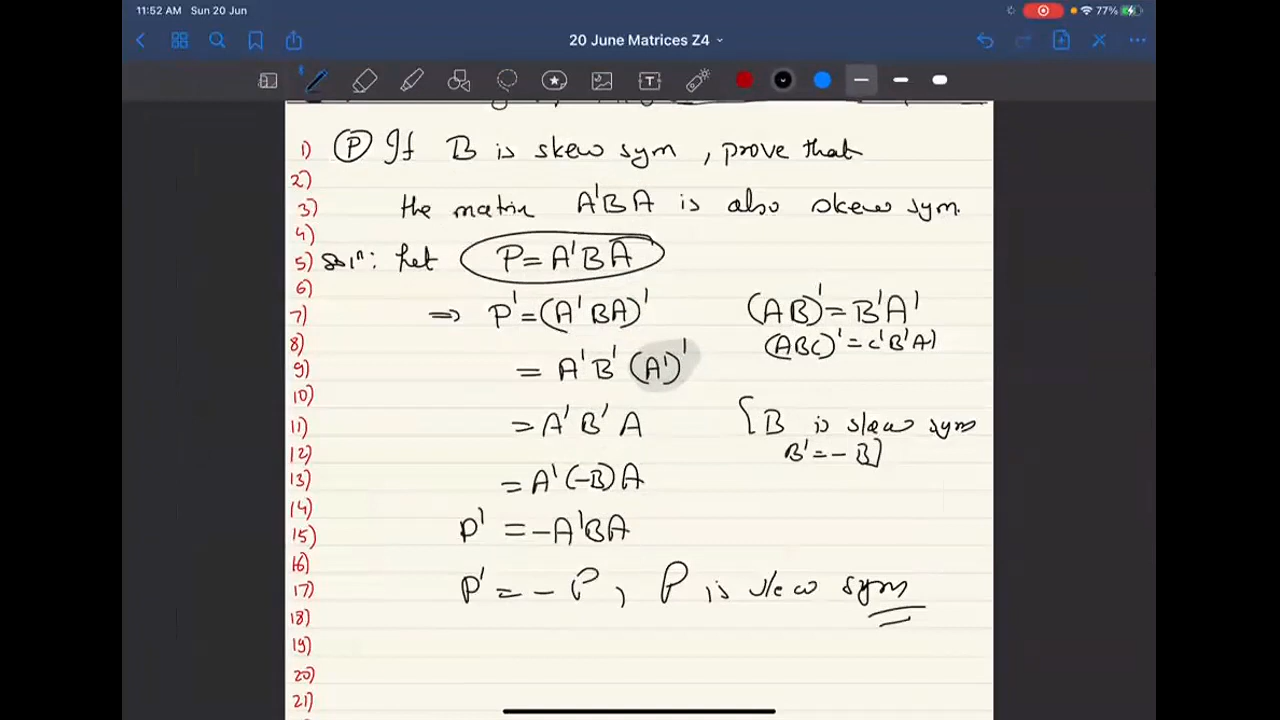 11:52 AM Sun 20 Jun
77%
20 June Matrices Z4
T
1) (P) If B is skew sym , prove that
2)
3) the matrix A'BA is also skew sym.
4)
5) Soln: Let P = A'BA
6)
7) ⇒ P' = (A'BA)' (AB)' = B'A'
8) (ABC)' = C'B'A'
9) = A'B'(A')'
10)
11) = A'B'A [B is skew sym
12) B' = -B]
13) = A'(-B)A
14)
15) P' = -A'BA
16)
17) P' = -P , P is skew sym
18)
19)
20)
21)